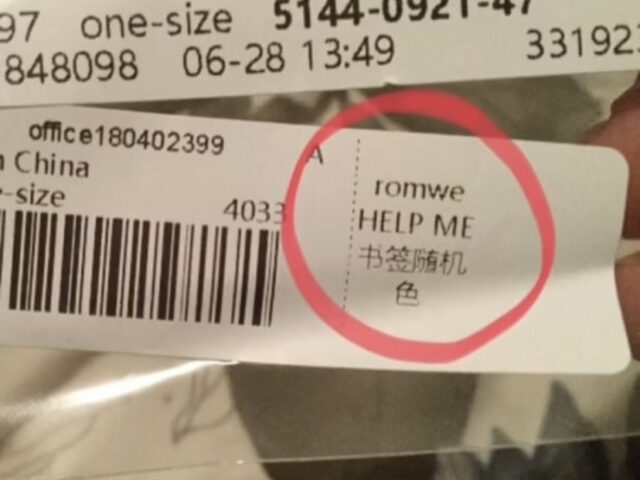 97 one-size 5144-0921-47
848098 06-28 13:49 331923
office180402399
China
-size
4033
A
romwe
HELP ME
书签随机
色